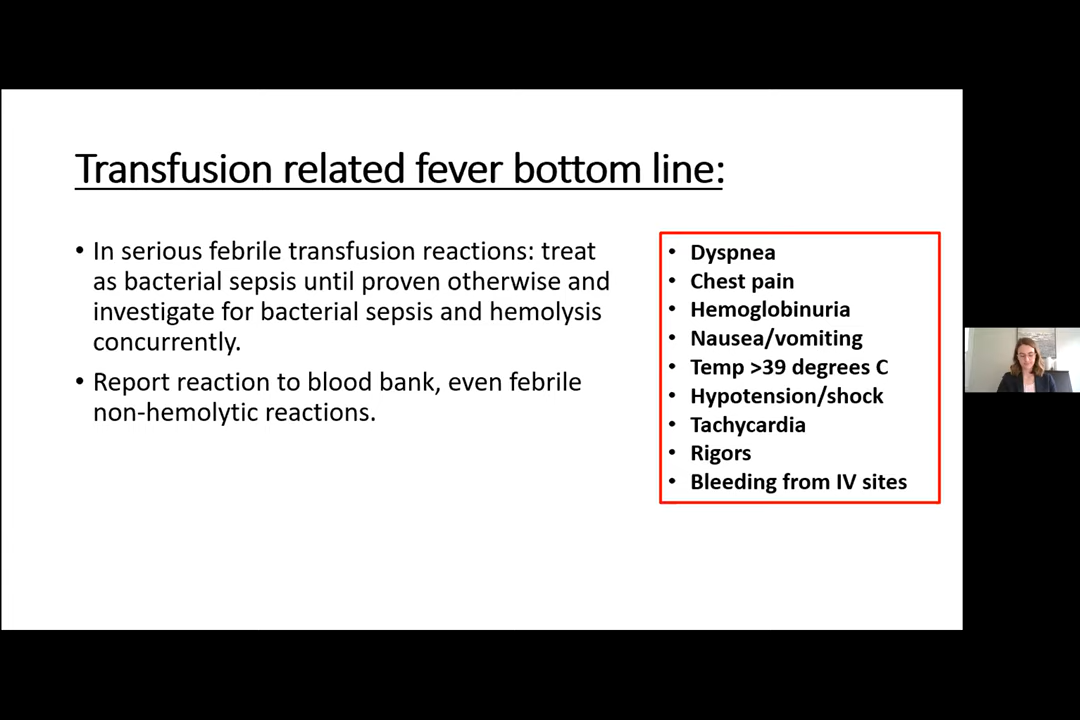 Transfusion related fever bottom line:
• In serious febrile transfusion reactions: treat
as bacterial sepsis until proven otherwise and
investigate for bacterial sepsis and hemolysis
concurrently.
• Report reaction to blood bank, even febrile
non-hemolytic reactions.
• Dyspnea
• Chest pain
• Hemoglobinuria
• Nausea/vomiting
• Temp >39 degrees C
• Hypotension/shock
• Tachycardia
• Rigors
• Bleeding from IV sites